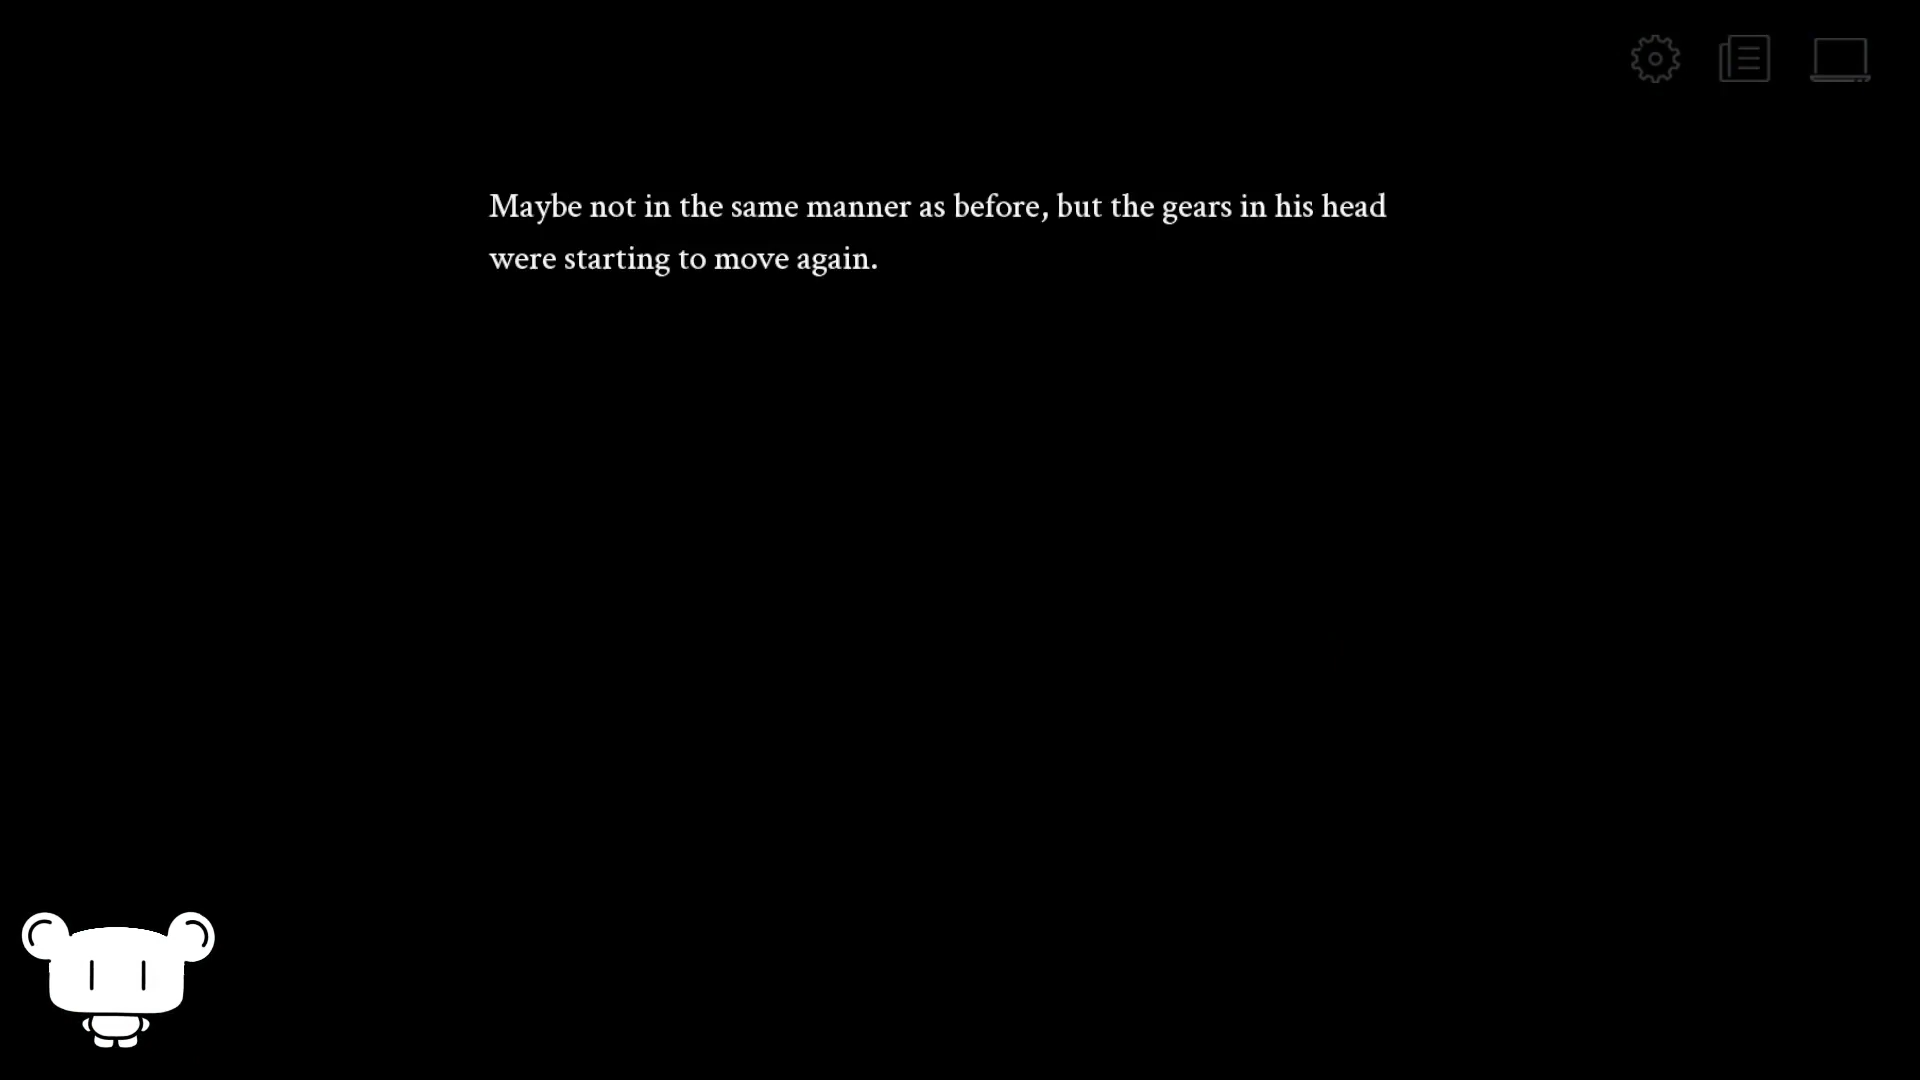 Maybe not in the same manner as before, but the gears in his head
were starting to move again.